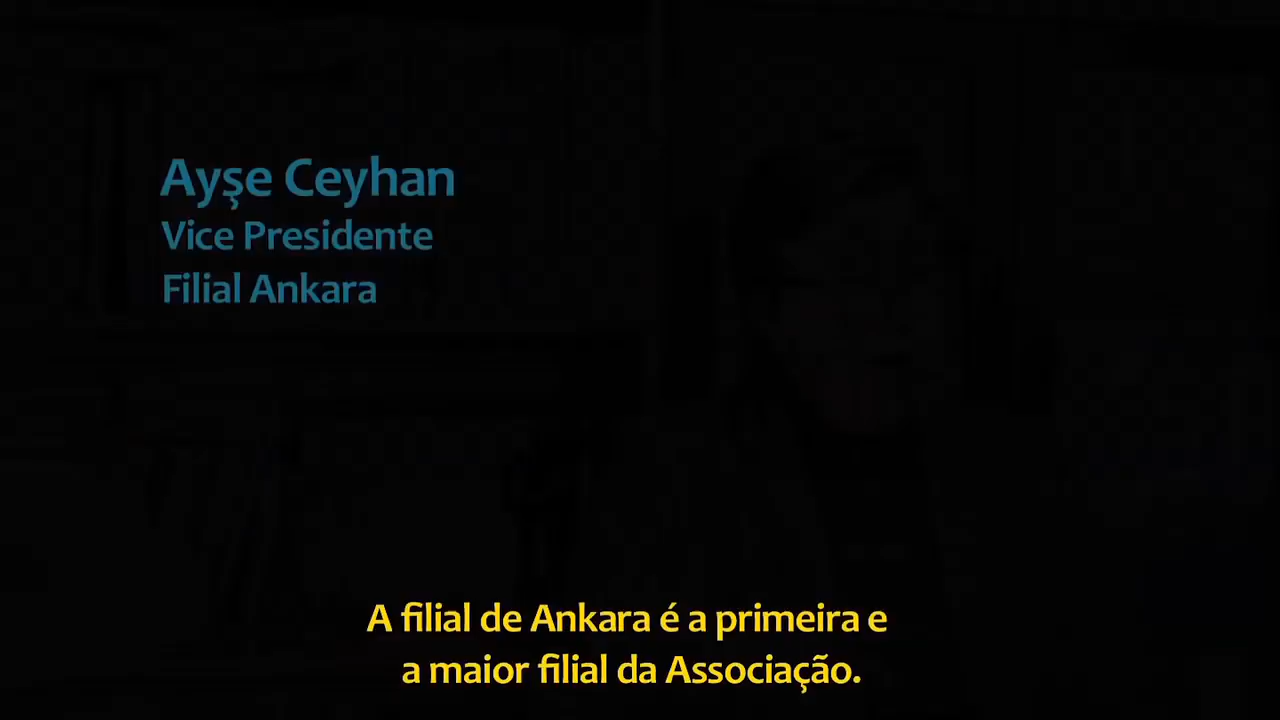 Ayşe Ceyhan
Vice Presidente
Filial Ankara
A filial de Ankara é a primeira e
a maior filial da Associação.